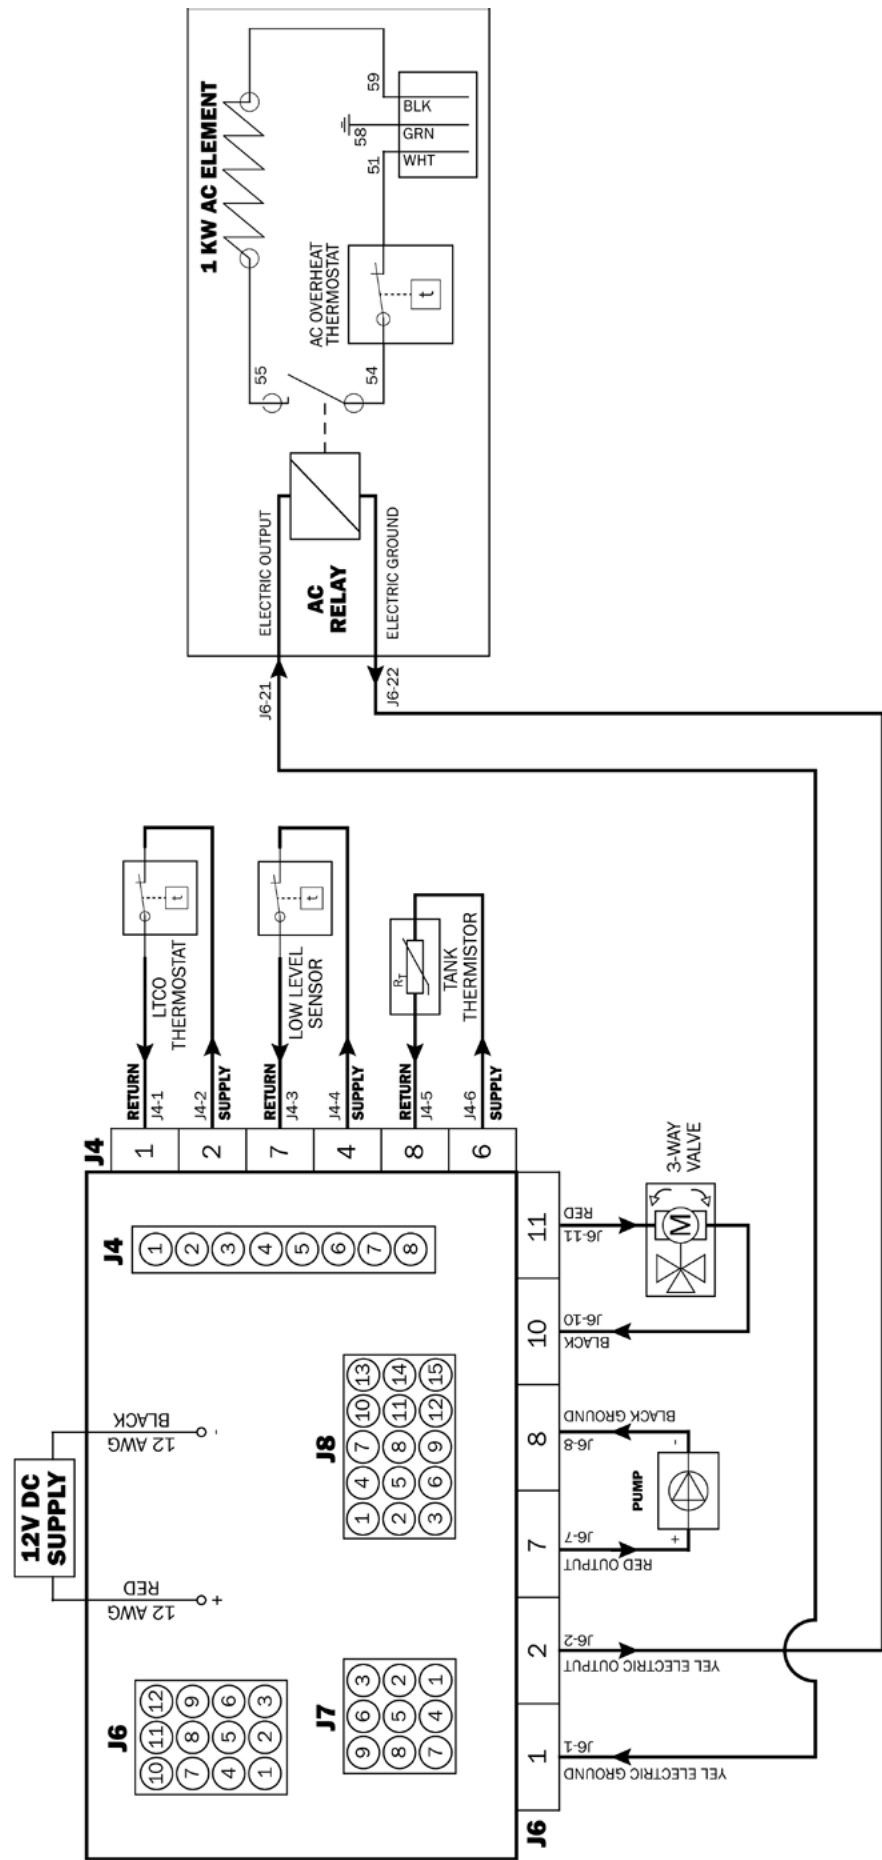 12V DC
SUPPLY
12 AWG
RED
+
12 AWG
BLACK
-
J6
10 11 12
7 8 9
4 5 6
1 2 3
J7
9 6 3
8 5 2
7 4 1
J8
1 4 7 10 13
2 5 8 11 14
3 6 9 12 15
J4
1
2
3
4
5
6
7
8
J4
1
2
7
4
8
6
RETURN
J4-1
J4-2
SUPPLY
LTCO
THERMOSTAT
t
RETURN
J4-3
J4-4
SUPPLY
LOW LEVEL
SENSOR
t
RETURN
J4-5
J4-6
SUPPLY
RT
TANK
THERMISTOR
J6
1
2
7
8
10
11
J6-1
YEL ELECTRIC GROUND
J6-2
YEL ELECTRIC OUTPUT
J6-7
RED OUTPUT
J6-8
BLACK GROUND
PUMP
+
-
J6-10
BLACK
J6-11
RED
M
3-WAY
VALVE
J6-21
J6-22
ELECTRIC OUTPUT
AC
RELAY
ELECTRIC GROUND
55
54
1 KW AC ELEMENT
AC OVERHEAT
THERMOSTAT
t
59
58
51
BLK
GRN
WHT